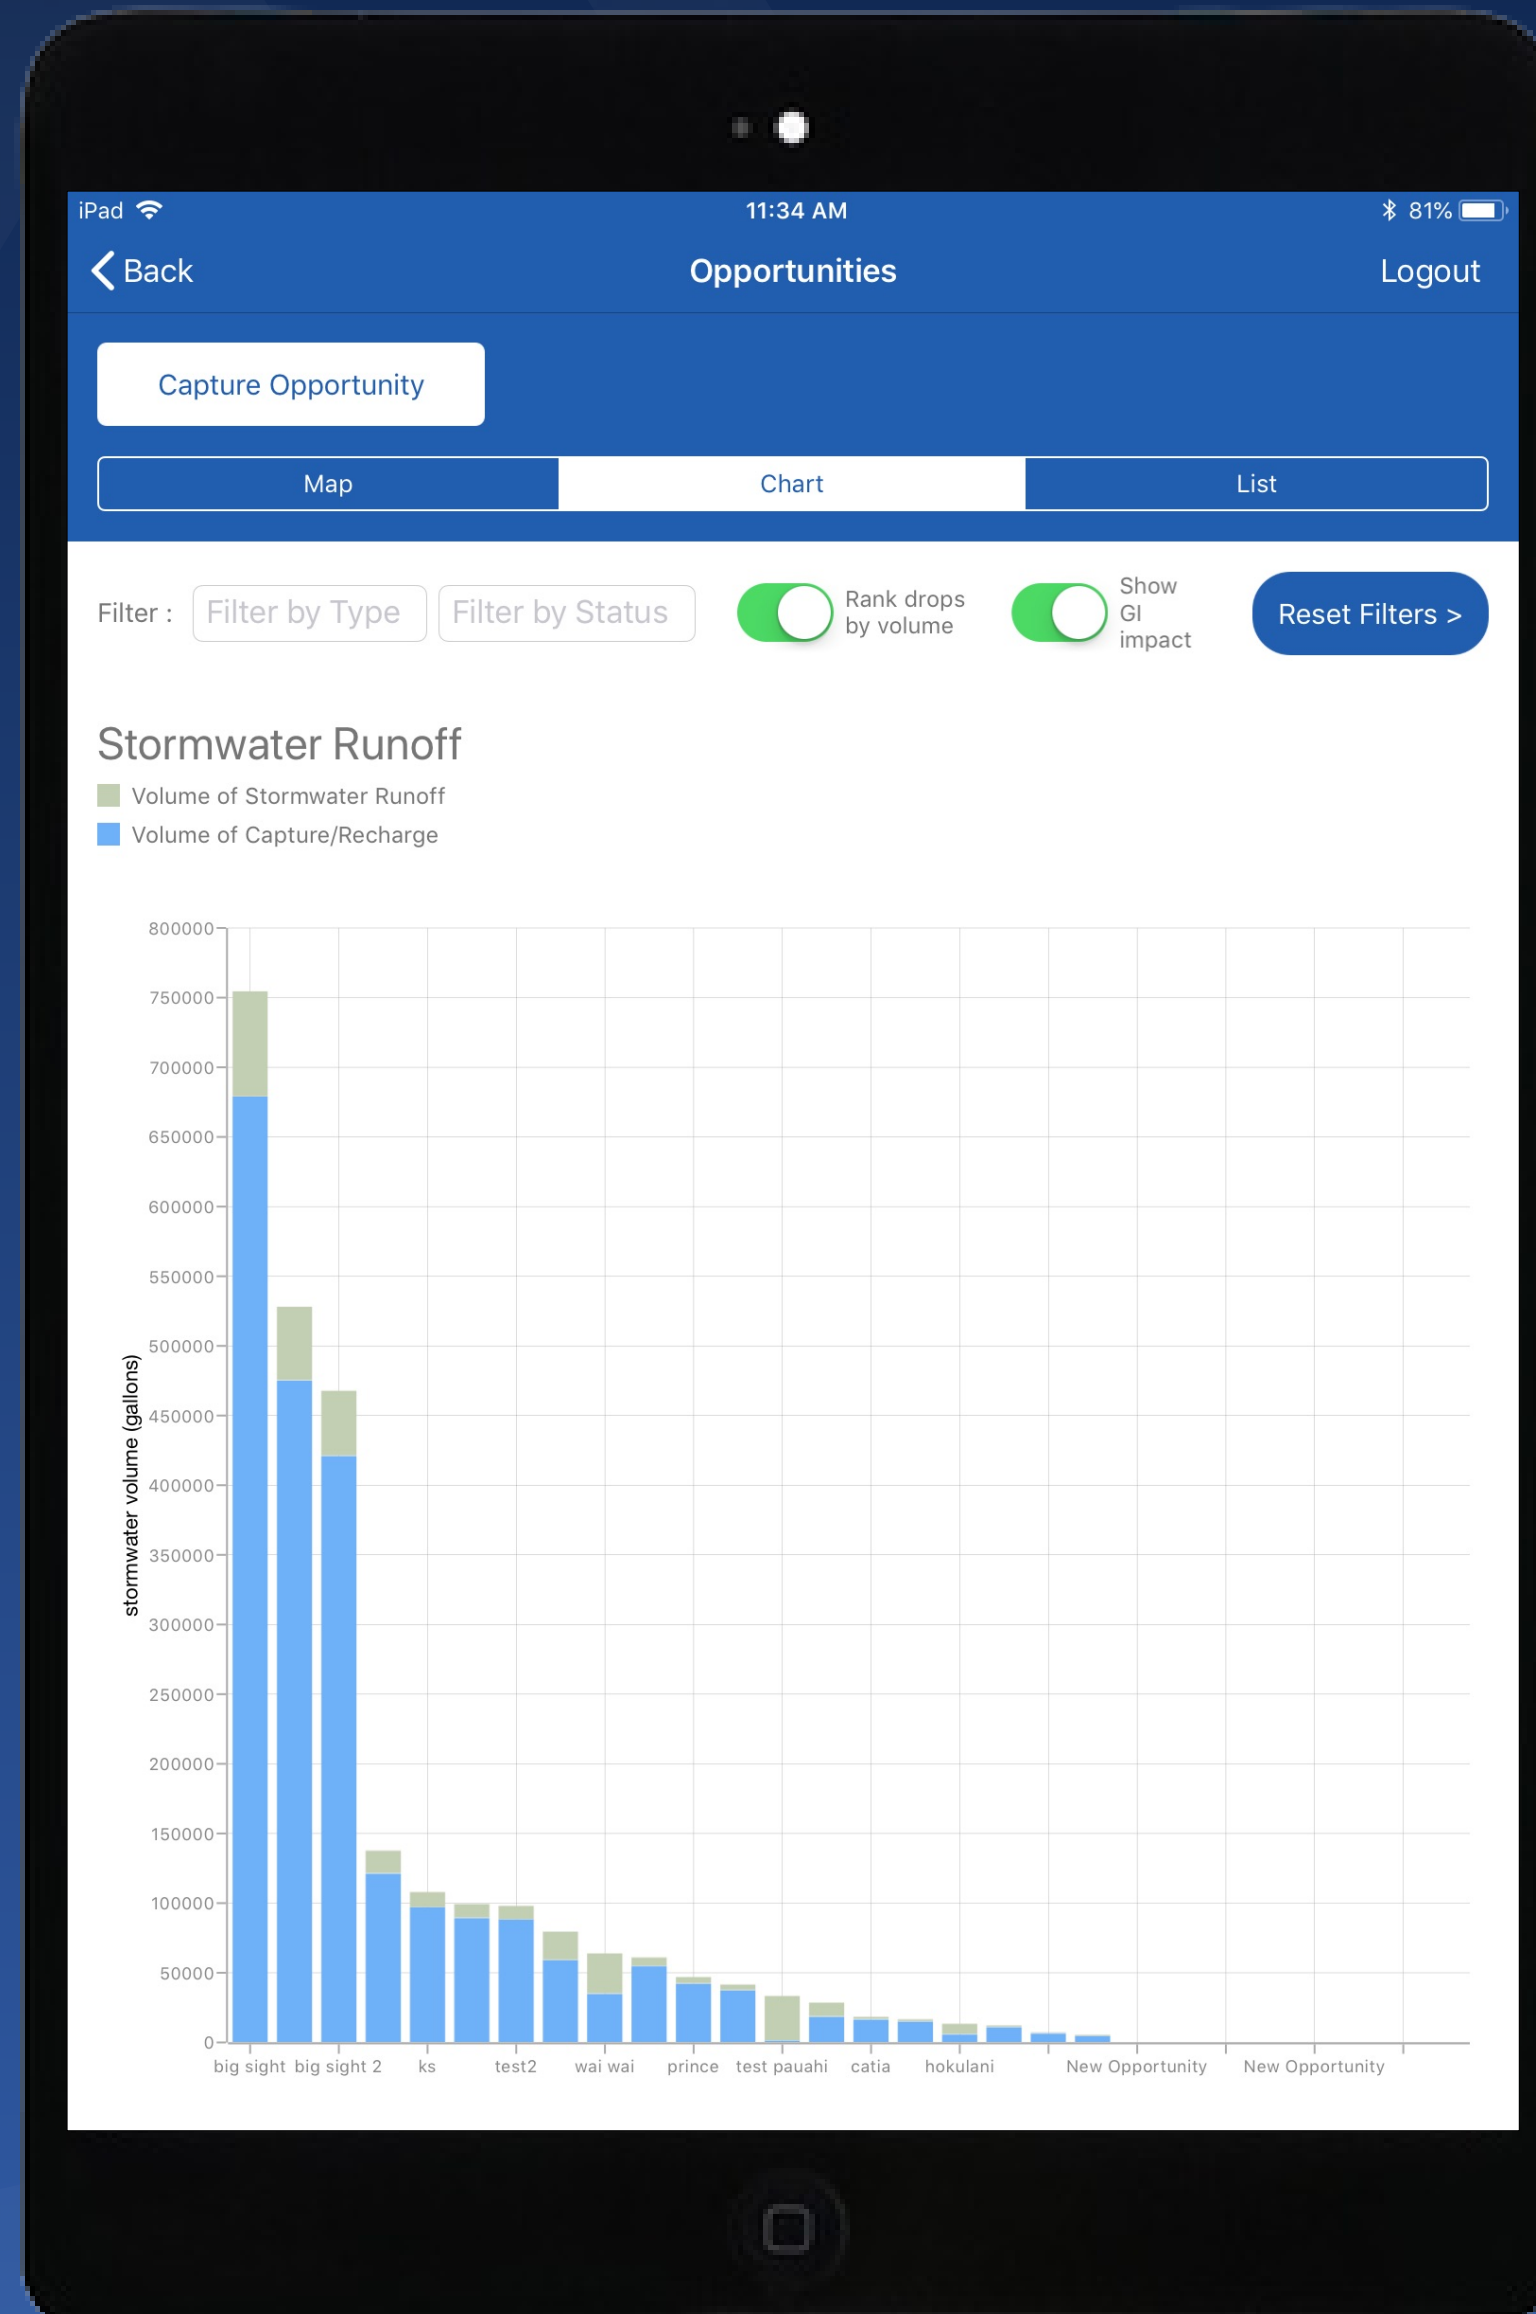 iPad 11:34 AM 81%
Back Opportunities Logout
Capture Opportunity
Map Chart List
Filter : Filter by Type Filter by Status Rank drops by volume Show GI impact Reset Filters >
Stormwater Runoff
Volume of Stormwater Runoff
Volume of Capture/Recharge
stormwater volume (gallons)
800000
750000
700000
650000
600000
550000
500000
450000
400000
350000
300000
250000
200000
150000
100000
50000
0
big sight big sight 2 ks test2 wai wai prince test pauahi catia hokulani New Opportunity New Opportunity